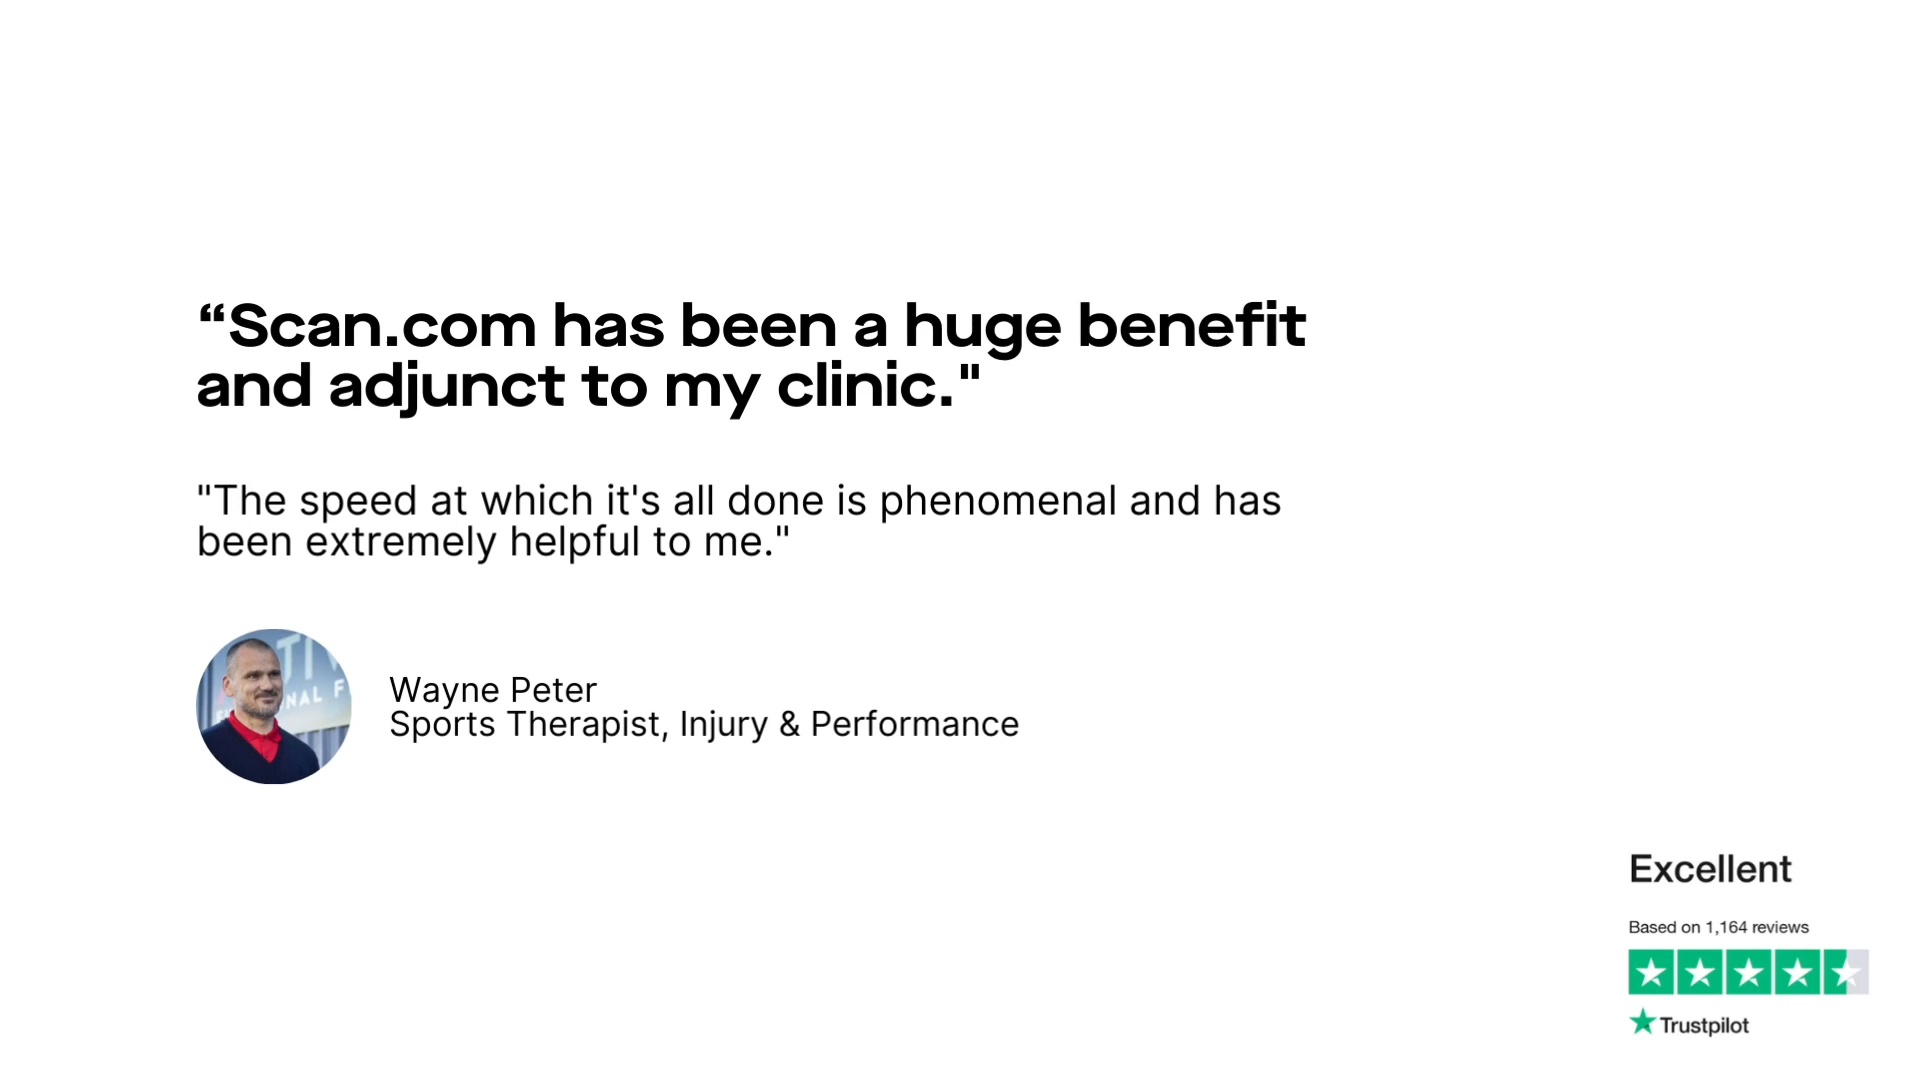 “Scan.com has been a huge benefit
and adjunct to my clinic."
"The speed at which it's all done is phenomenal and has
been extremely helpful to me."
NAL F
Wayne Peter
Sports Therapist, Injury & Performance
Excellent
Based on 1,164 reviews
Trustpilot